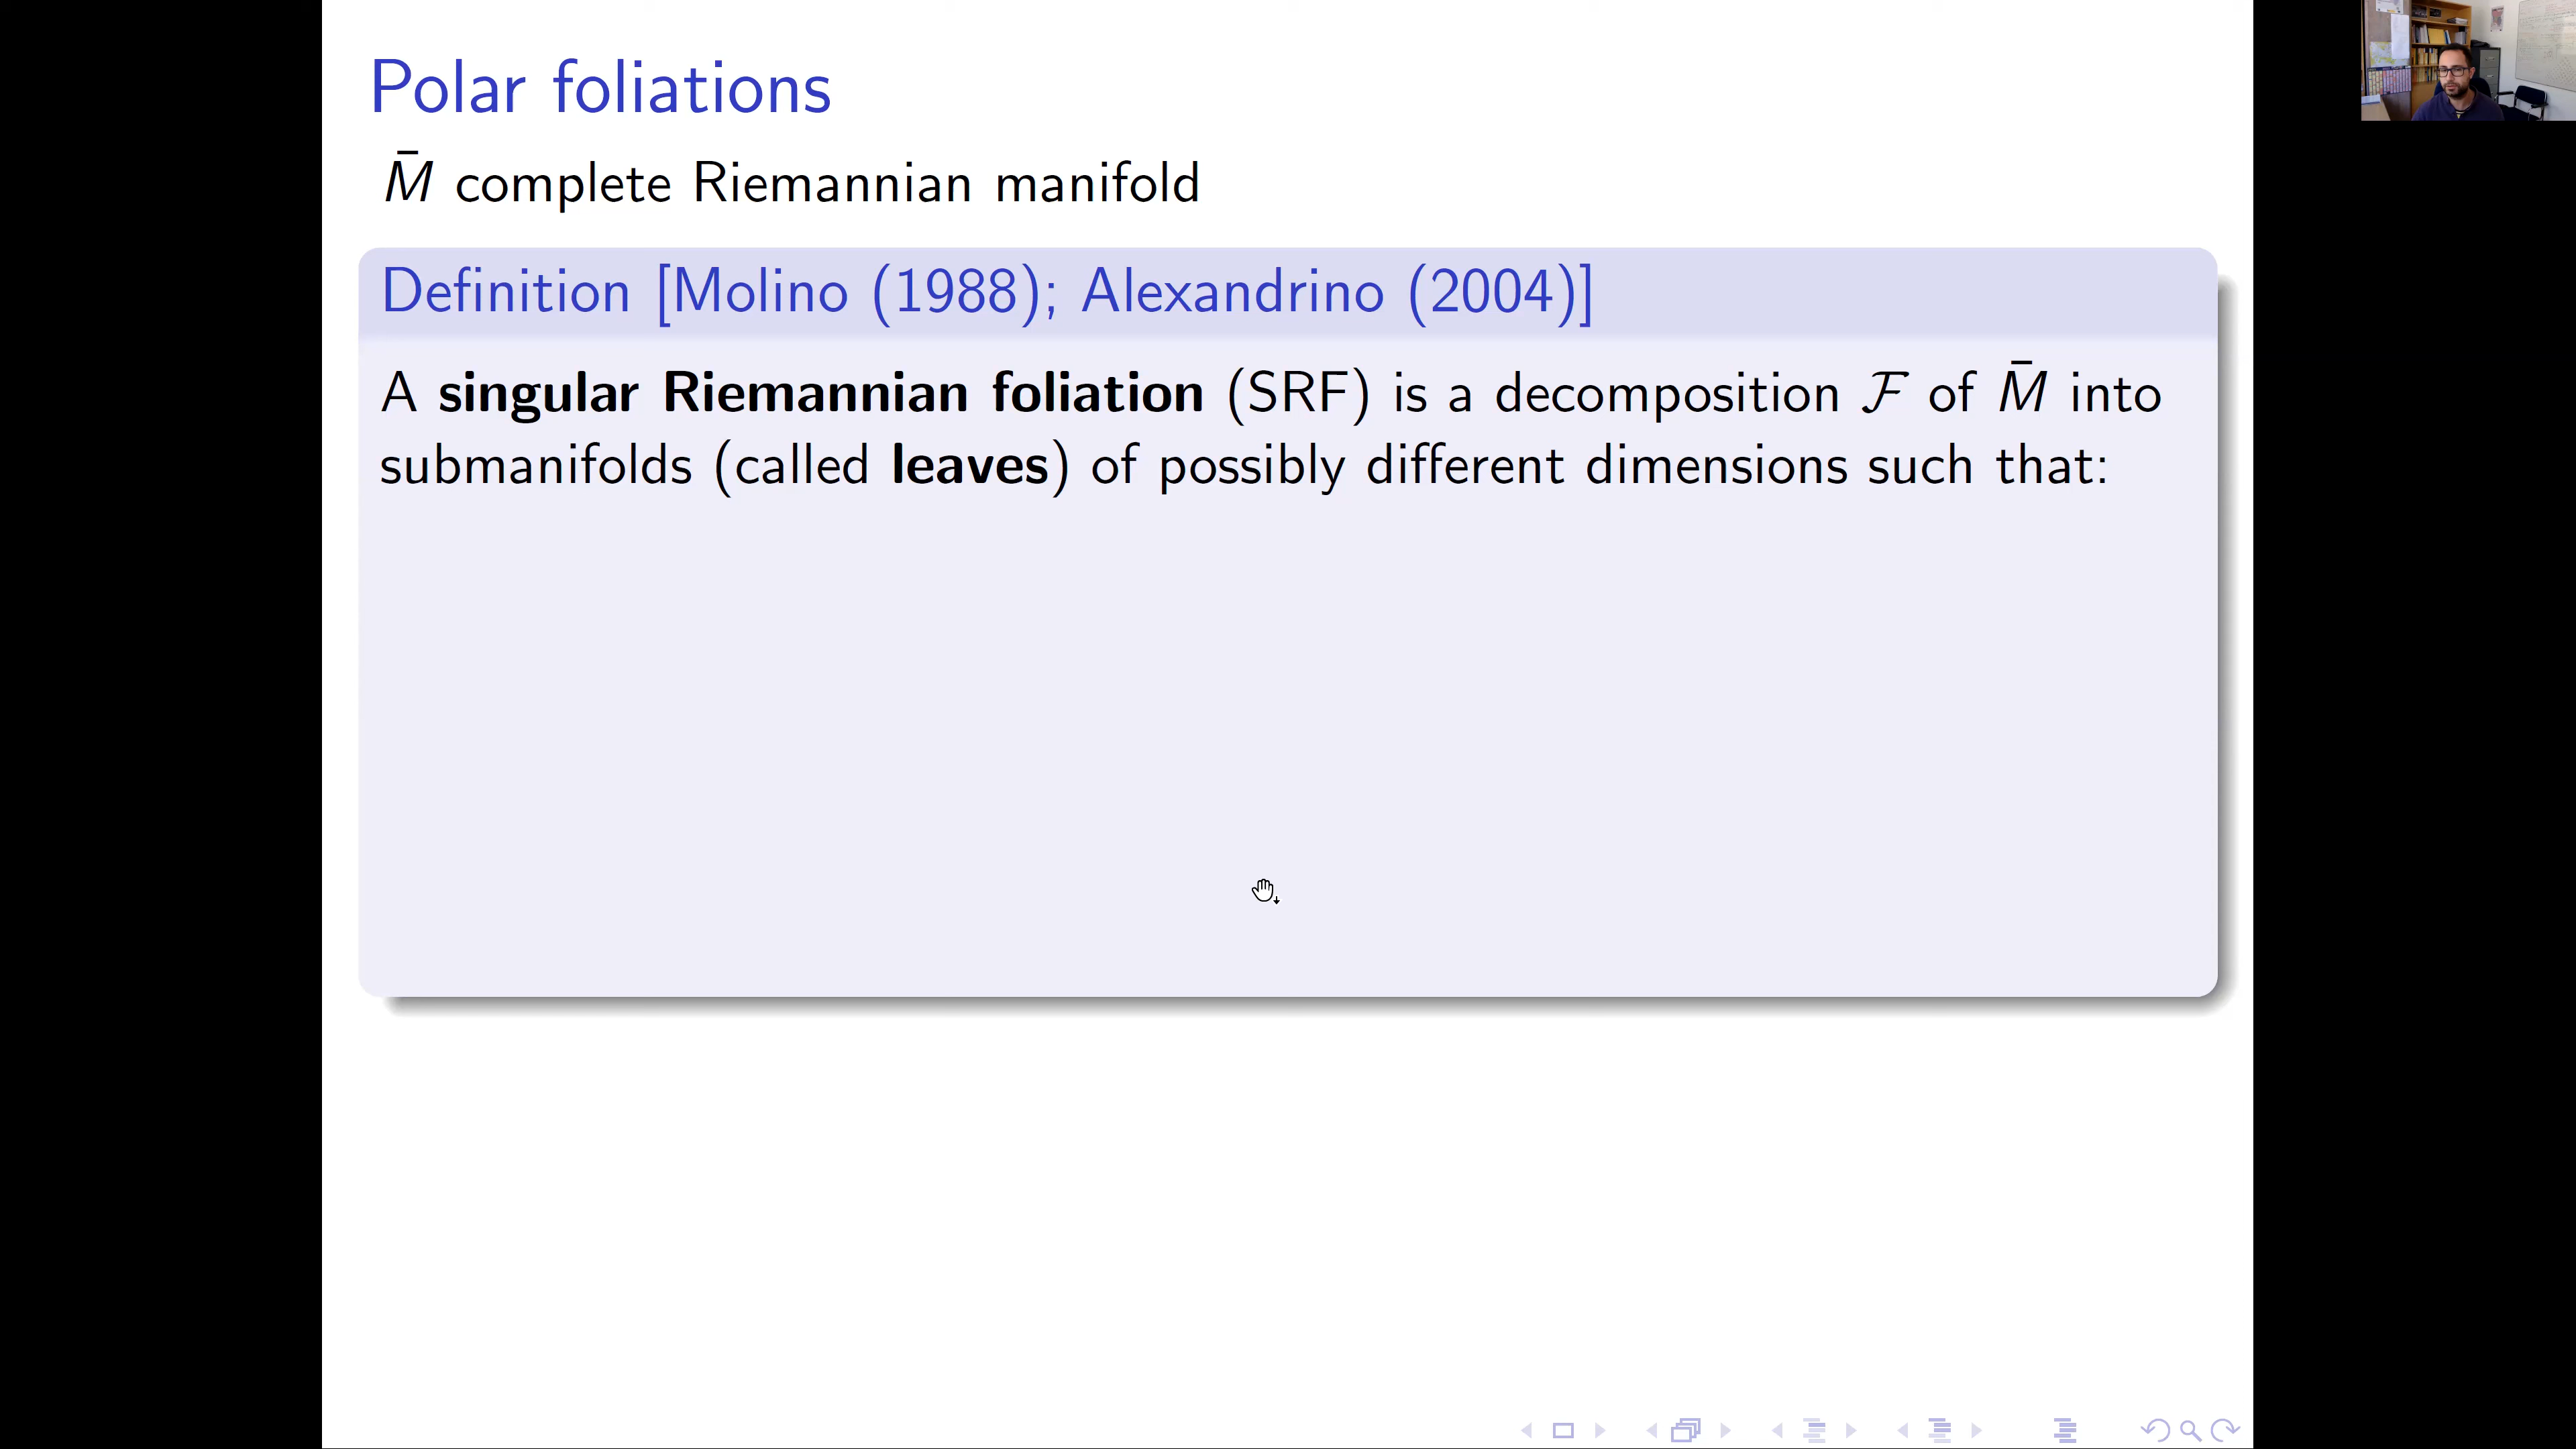 Polar foliations
M̄ complete Riemannian manifold
Definition [Molino (1988); Alexandrino (2004)]
A singular Riemannian foliation (SRF) is a decomposition ℱ of M̄ into
submanifolds (called leaves) of possibly different dimensions such that: